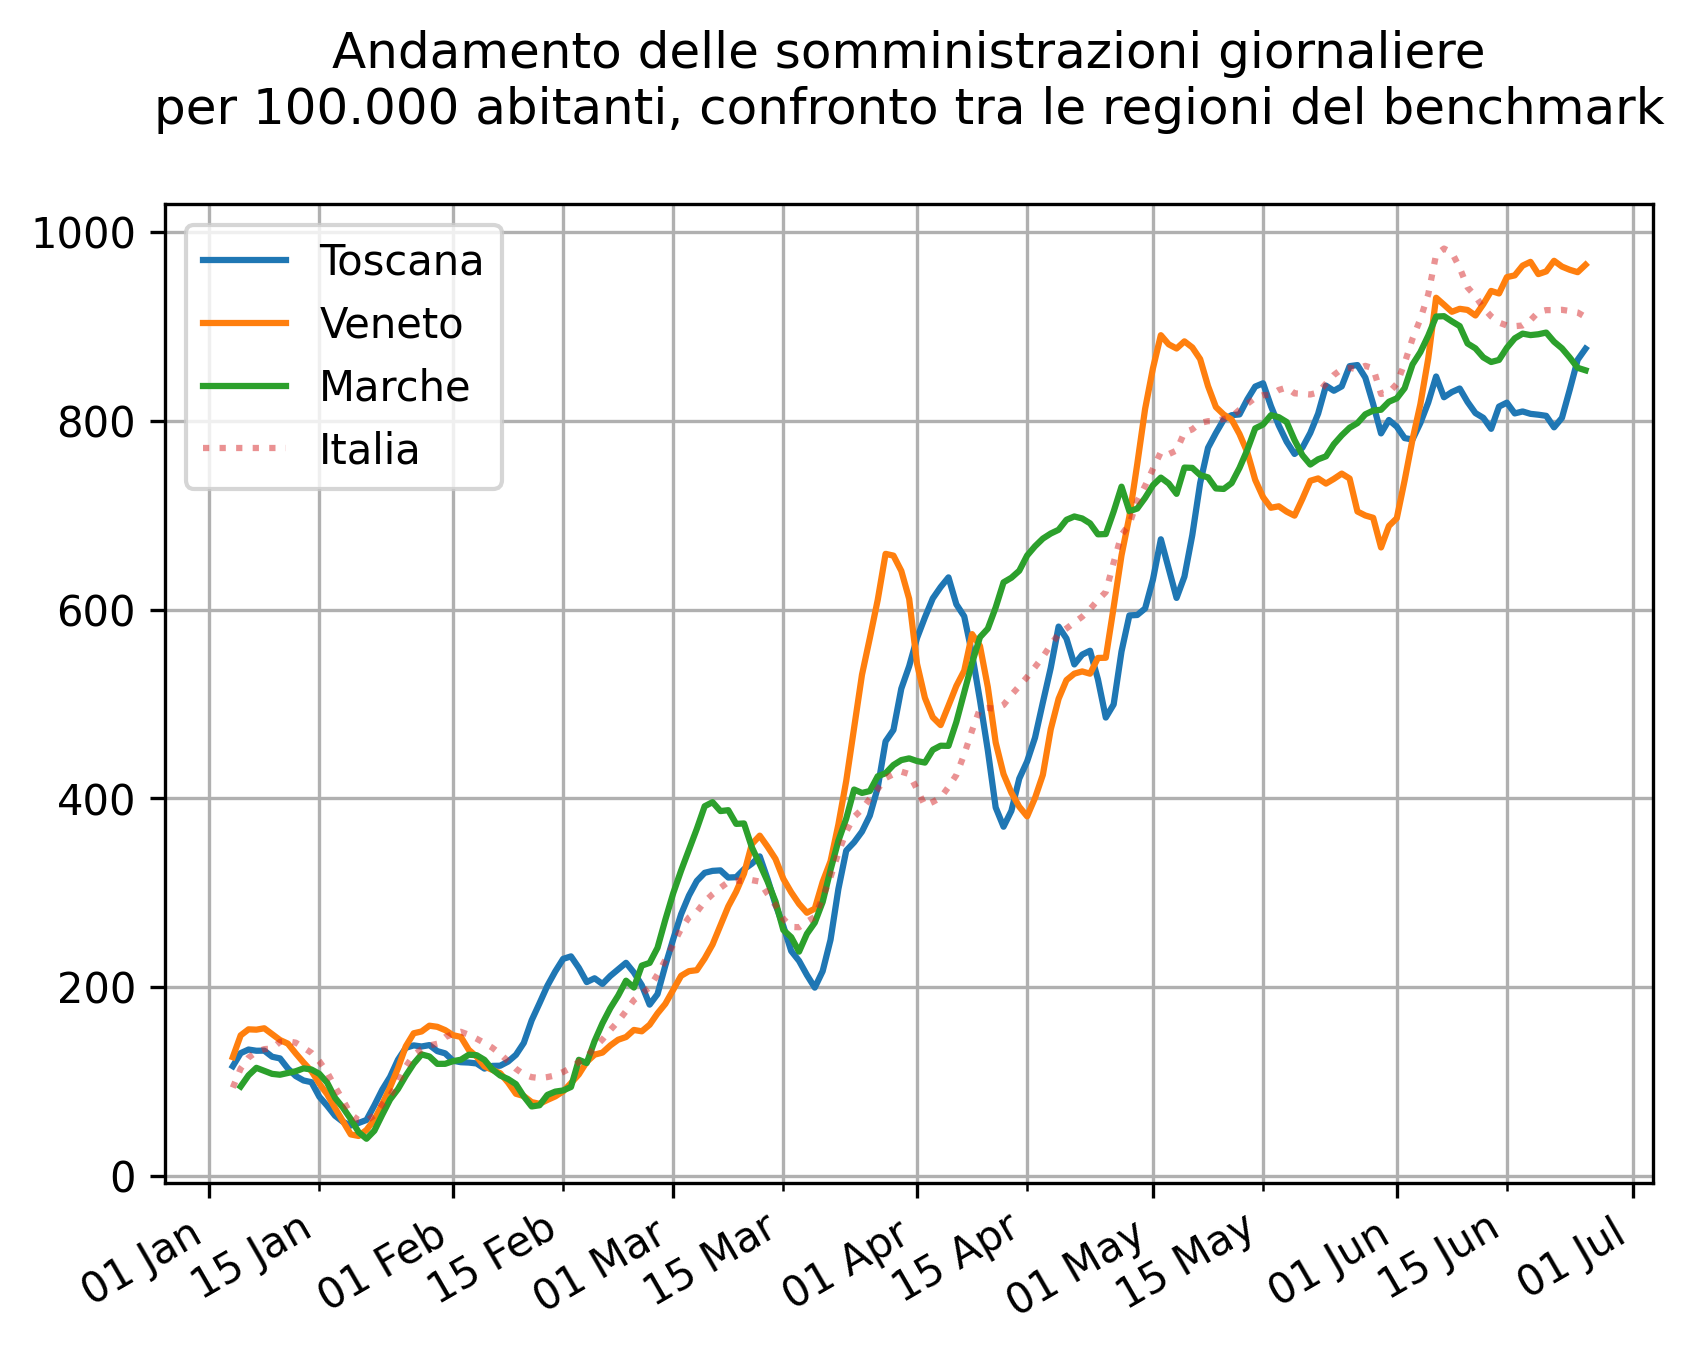 Andamento delle somministrazioni giornaliere
per 100.000 abitanti, confronto tra le regioni del benchmark
1000
800
600
400
200
0
Toscana
Veneto
Marche
Italia
01 Jan
15 Jan
01 Feb
15 Feb
01 Mar
15 Mar
01 Apr
15 Apr
01 May
15 May
01 Jun
15 Jun
01 Jul